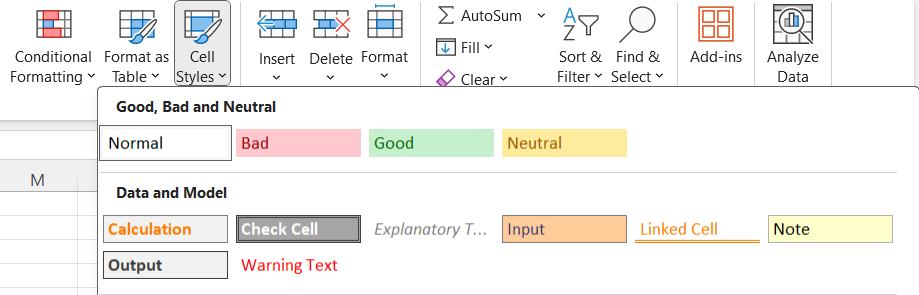 Conditional Formatting
Format as Table
Cell Styles
Insert
Delete
Format
AutoSum
Fill
Clear
Sort & Filter
Find & Select
Add-ins
Analyze Data
Good, Bad and Neutral
Normal Bad Good Neutral
M
Data and Model
Calculation Check Cell Explanatory T... Input Linked Cell Note
Output Warning Text